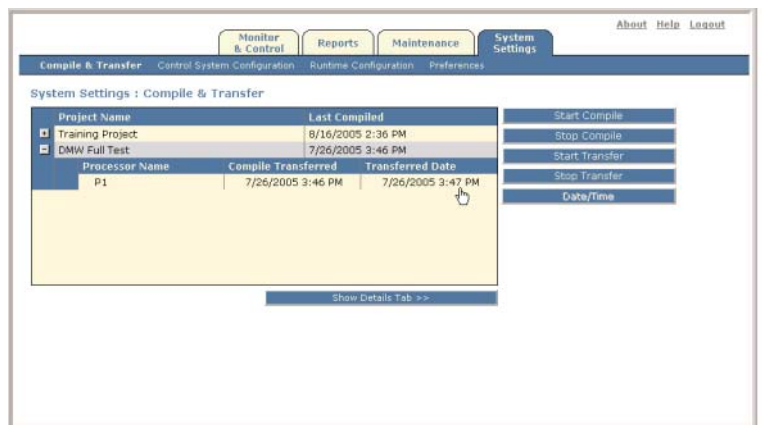 About Help Logout
Monitor & Control
Reports
Maintenance
System Settings
Compile & Transfer Control System Configuration Runtime Configuration Preferences
System Settings : Compile & Transfer
Project Name Last Compiled
Training Project 8/16/2005 2:36 PM
DMW Full Test 7/26/2005 3:46 PM
Processor Name Compile Transferred Transferred Date
P1 7/26/2005 3:46 PM 7/26/2005 3:47 PM
Start Compile
Stop Compile
Start Transfer
Stop Transfer
Date/Time
Show Details Tab >>